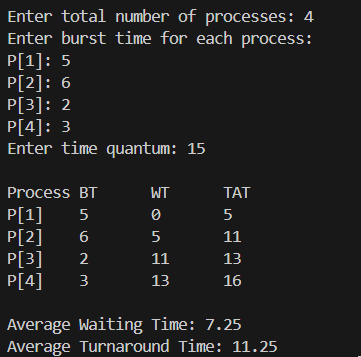 Enter total number of processes: 4
Enter burst time for each process:
P[1]: 5
P[2]: 6
P[3]: 2
P[4]: 3
Enter time quantum: 15
Process BT WT TAT
P[1] 5 0 5
P[2] 6 5 11
P[3] 2 11 13
P[4] 3 13 16
Average Waiting Time: 7.25
Average Turnaround Time: 11.25